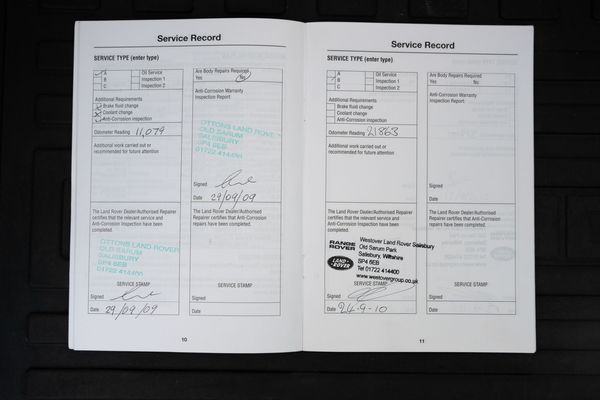 Service Record
SERVICE TYPE (enter type)
A Oil Service
B Inspection 1
C Inspection 2
Additional Requirements
Brake fluid change
Coolant change
Anti-Corrosion inspection
Odometer Reading 11,079
Additional work carried out or
recommended for future attention
The Land Rover Dealer/Authorised Repairer
certifies that the relevant service and
Anti-Corrosion Inspection have been
completed.
OTTONS LAND ROVER
OLD SARUM
SALISBURY
SP4 6EB
01722 414400
SERVICE STAMP
Signed
Date 29/09/09
Are Body Repairs Required
Yes No
Anti-Corrosion Warranty
Inspection Report:
OTTONS LAND ROVE
OLD SARUM
SALISBURY
SP4 6EB
01722 414400
Signed
Date 29/09/09
The Land Rover Dealer/Authorised
Repairer certifies that Anti-Corrosion
repairs have been completed.
SERVICE STAMP
Signed
Date
10
Service Record
SERVICE TYPE (enter type)
A Oil Service
B Inspection 1
C Inspection 2
Additional Requirements
Brake fluid change
Coolant change
Anti-Corrosion inspection
Odometer Reading 21863
Additional work carried out or
recommended for future attention
The Land Rover Dealer/Authorised Repairer
certifies that the relevant service and
Anti-Corrosion Inspection have been
completed.
RANGE ROVER
LAND ROVER
Westover Land Rover Salisbury
Old Sarum Park
Salisbury, Wiltshire
SP4 6EB
Tel 01722 414400
www.westovergroup.co.uk
SERVICE STAMP
Signed
Date 24-9-10
Are Body Repairs Required
Yes No
Anti-Corrosion Warranty
Inspection Report:
Signed
Date
The Land Rover Dealer/Authorised
Repairer certifies that Anti-Corrosion
repairs have been completed.
SERVICE STAMP
Signed
Date
11